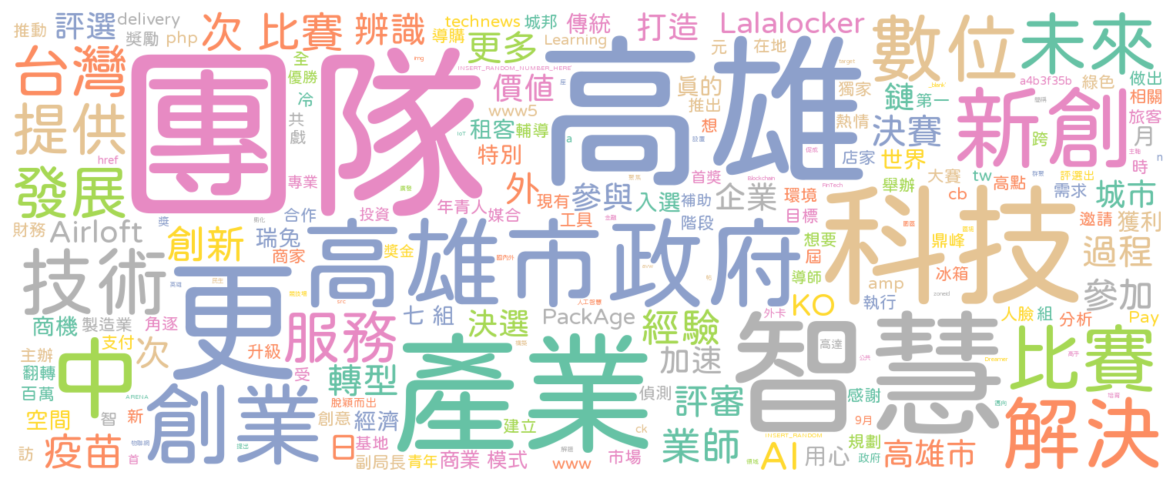 推動 評選 delivery 獎勵 php 次 比賽 辨識
technews 城邦 傳統 導購 更多 Learning 打造 Lalalocker
元 在地 數位 未來
台灣 團隊 高雄
全 優勝 冷 共 戲
INSERT_RANDOM_NUMBER_HERE
價值 www5 真的 推出 獨家 鏈 第一
a4b3f35b 綠色 做出 相關 旅客
提供 租客 輔導 a 想 熱情 決賽 新創 跨 月
href 特別 店家 世界 時 n
發展 專業 外 現有 參與 入選 首獎 補助 企業 環境 目標
大賽 tw 舉辦 cb 高點 評選出 需求 城市
投資 年青人 媒合 工具 階段
財務 Airloft 合作 邀請 獲利
創新 瑞兔 商家 獎金 高雄市政府 想要 屆 導師 鼎峰 科技 過程
技術 更 冰箱 amp
七 組 決選 PackAge 經驗 外卡 KO 執行 參加
商機 製造業 角逐 服務 人臉 組 分析 Pay
支付 主辦 中 次 升級 受 產業 加速 智慧 高達 比賽
翻轉 百萬 轉型 偵測 評審 感謝
脫穎而出 創意 經濟 9月
空間 智 新 創業 建立 ck 業師 INSERT_RANDOM 規劃 解決
訪 疫苗 首 日 基地 副局長 青年 商業 模式 www 市場 AI 用心 政府 高雄市